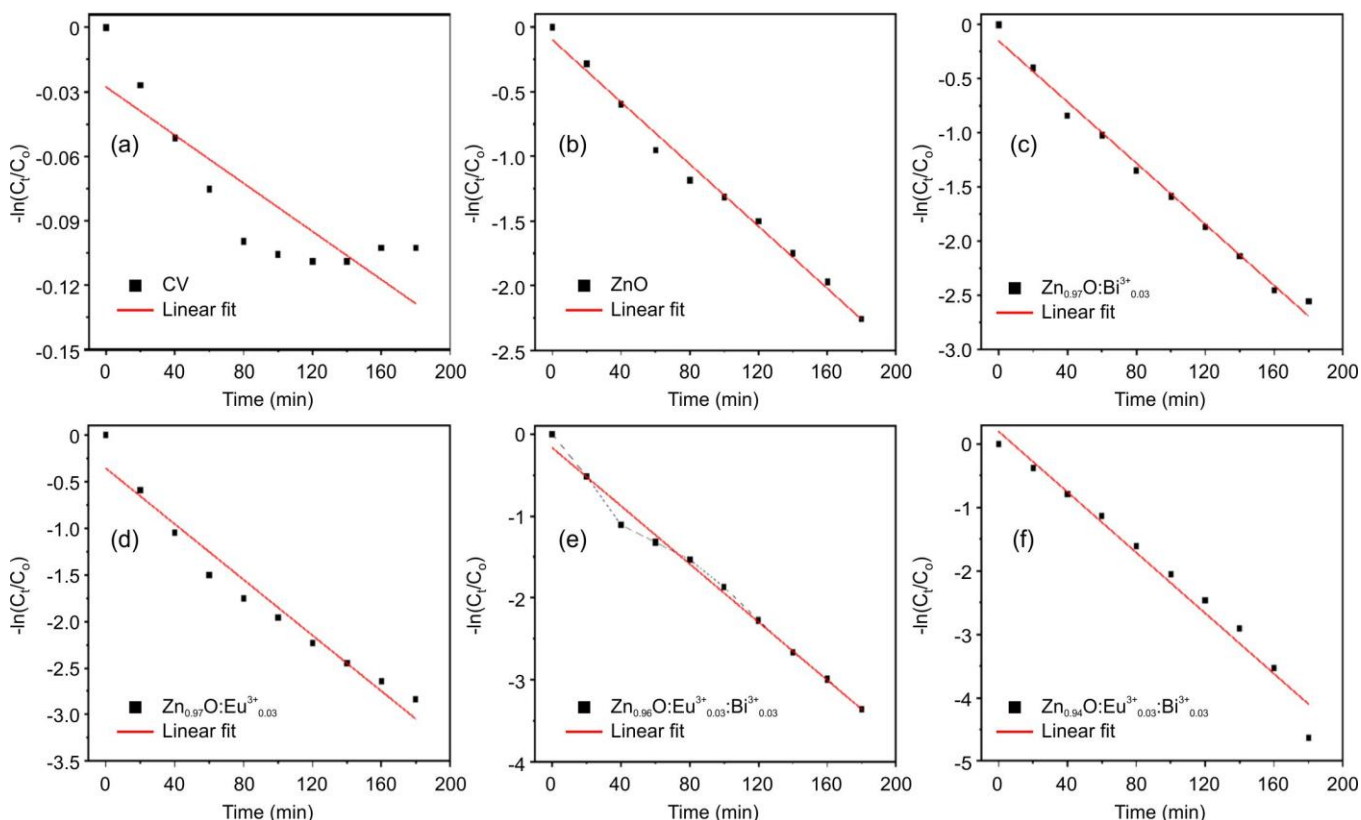 0
-0.03
-0.06
-0.09
-0.12
-0.15
-ln(Cₜ/Cₒ)
(a)
CV
Linear fit
0 40 80 120 160 200
Time (min)
0
-0.5
-1.0
-1.5
-2.0
-2.5
-ln(Cₜ/Cₒ)
(b)
ZnO
Linear fit
0 40 80 120 160 200
Time (min)
0
-0.5
-1.0
-1.5
-2.0
-2.5
-3.0
-ln(Cₜ/Cₒ)
(c)
Zn₀.₉₇O:Bi³⁺₀.₀₃
Linear fit
0 40 80 120 160 200
Time (min)
0
-0.5
-1.0
-1.5
-2.0
-2.5
-3.0
-3.5
-ln(Cₜ/Cₒ)
(d)
Zn₀.₉₇O:Eu³⁺₀.₀₃
Linear fit
0 40 80 120 160 200
Time (min)
0
-1
-2
-3
-4
-ln(Cₜ/Cₒ)
(e)
Zn₀.₉₆O:Eu³⁺₀.₀₃:Bi³⁺₀.₀₃
Linear fit
0 40 80 120 160 200
Time (min)
0
-1
-2
-3
-4
-5
-ln(Cₜ/Cₒ)
(f)
Zn₀.₉₄O:Eu³⁺₀.₀₃:Bi³⁺₀.₀₃
Linear fit
0 40 80 120 160 200
Time (min)